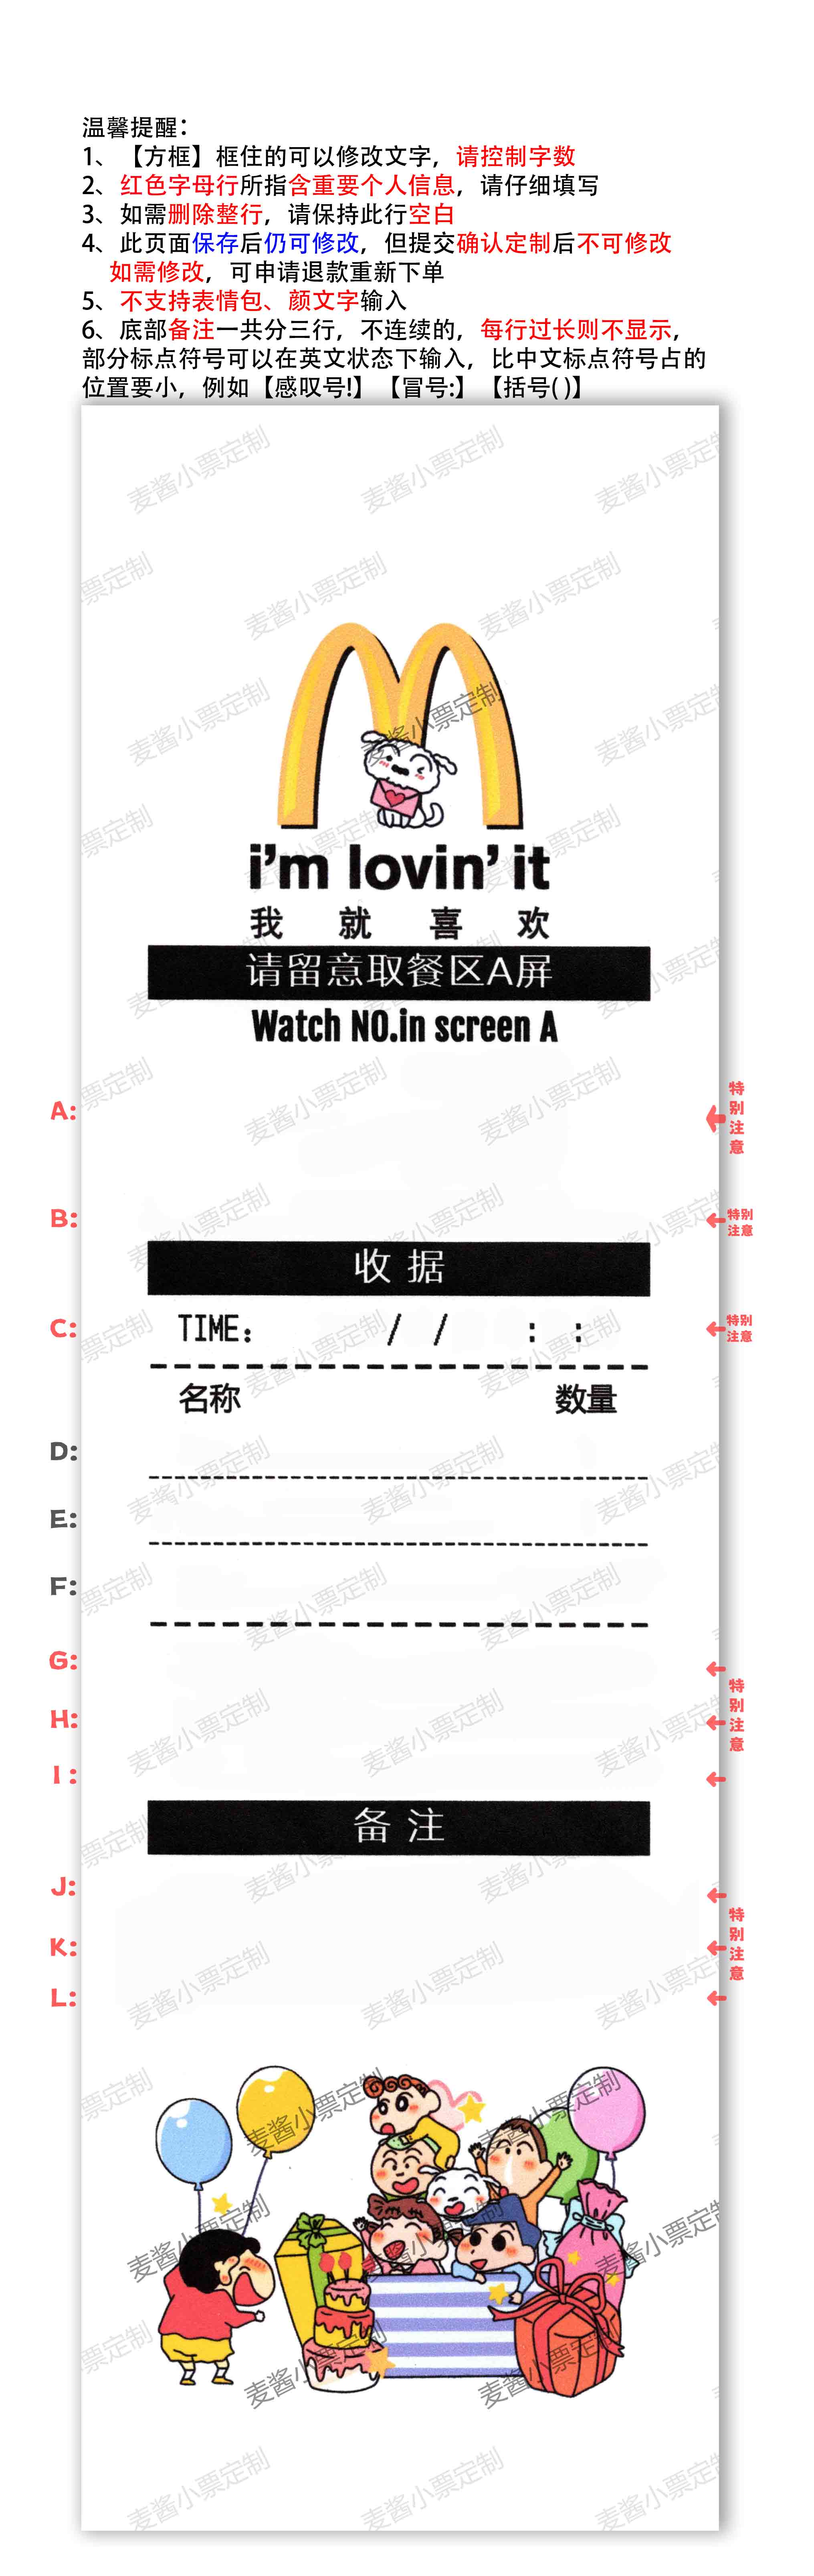 温馨提醒：
1、【方框】框住的可以修改文字，请控制字数
2、红色字母行所指含重要个人信息，请仔细填写
3、如需删除整行，请保持此行空白
4、此页面保存后仍可修改，但提交确认定制后不可修改
如需修改，可申请退款重新下单
5、不支持表情包、颜文字输入
6、底部备注一共分三行，不连续的，每行过长则不显示，
部分标点符号可以在英文状态下输入，比中文标点符号占的
位置要小，例如【感叹号!】【冒号:】【括号( )】
麦酱小票定制
i'm lovin' it
我就喜欢
请留意取餐区A屏
Watch NO.in screen A
A: 特别注意
B: 特别注意
收据
C: TIME: / / : : 特别注意
名称 数量
D:
E:
F:
G:
H: 特别注意
I:
备注
J:
K: 特别注意
L: